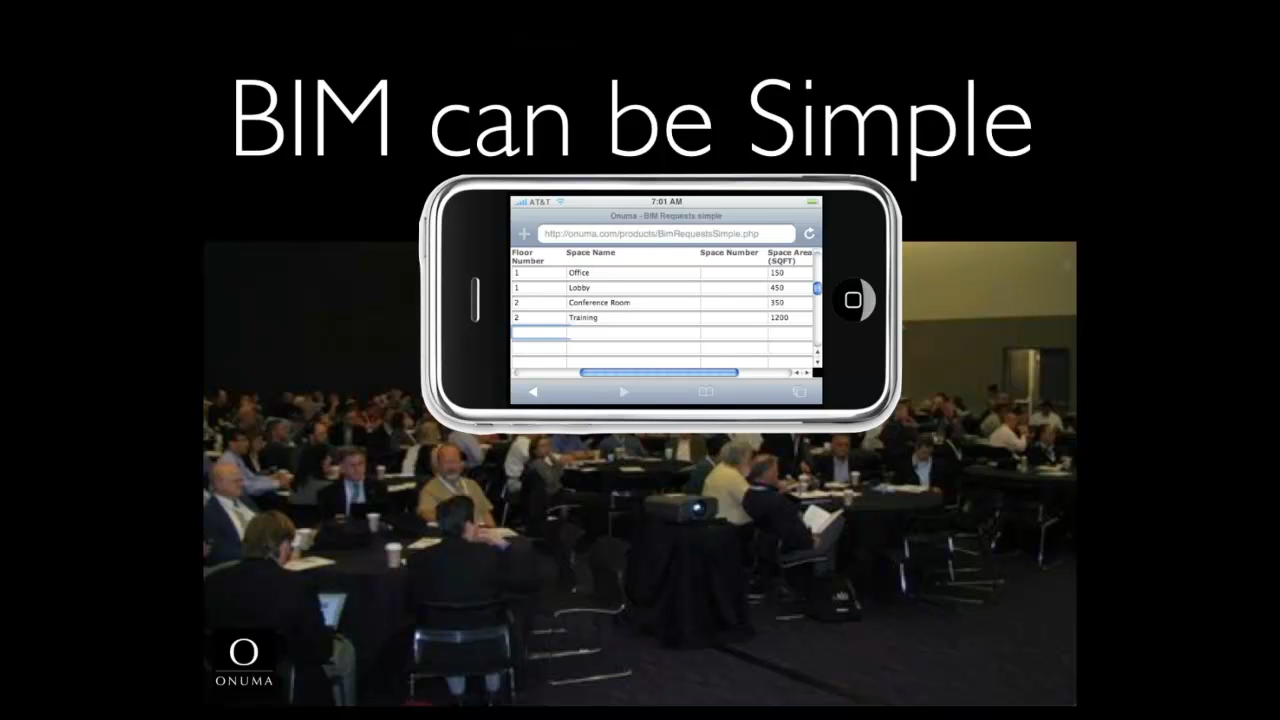 BIM can be Simple
AT&T 7:01 AM
Onuma - BIM Requests simple
http://onuma.com/products/BimRequestsSimple.php
Floor Number Space Name Space Number Space Area (SQFT)
1 Office 150
1 Lobby 450
2 Conference Room 350
2 Training 1200
O
ONUMA